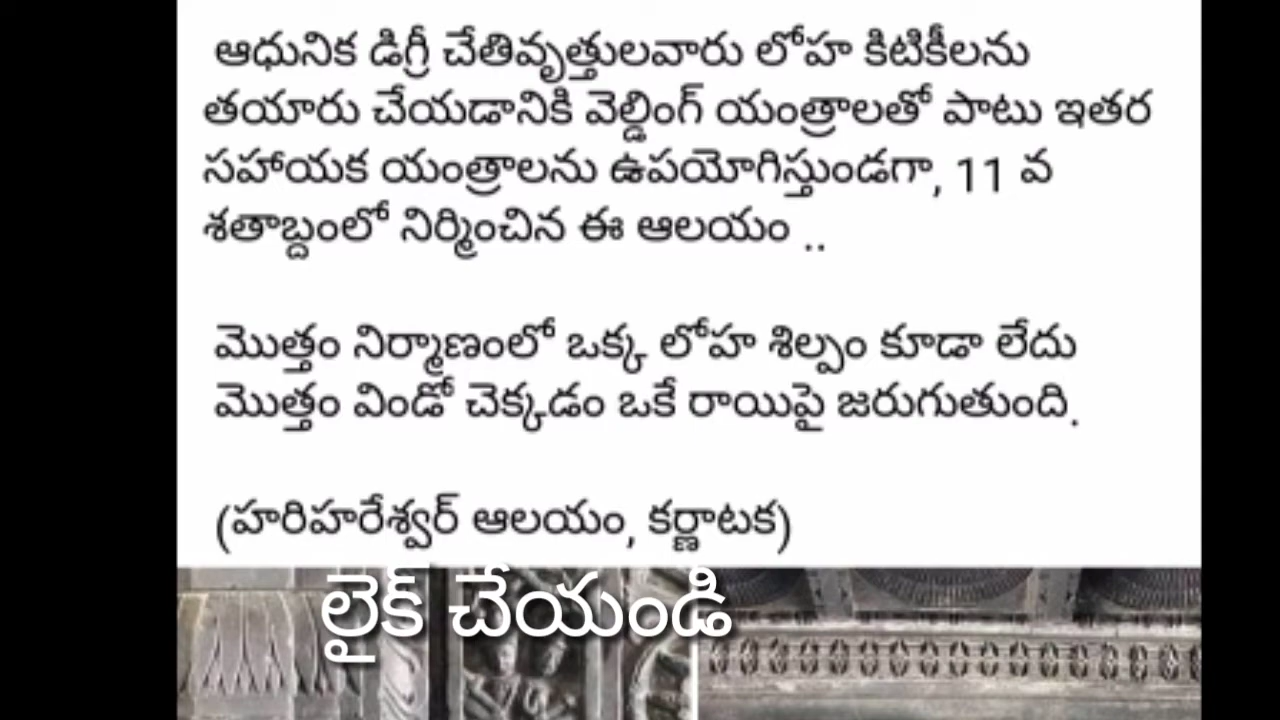 ఆధునిక డిగ్రీ చేతివృత్తులవారు లోహ కిటికీలను
తయారు చేయడానికి వెల్డింగ్ యంత్రాలతో పాటు ఇతర
సహాయక యంత్రాలను ఉపయోగిస్తుండగా, 11 వ
శతాబ్దంలో నిర్మించిన ఈ ఆలయం ..
మొత్తం నిర్మాణంలో ఒక్క లోహ శిల్పం కూడా లేదు
మొత్తం విండో చెక్కడం ఒకే రాయిపై జరుగుతుంది.
(హరిహరేశ్వర్ ఆలయం, కర్ణాటక)
లైక్ చేయండి